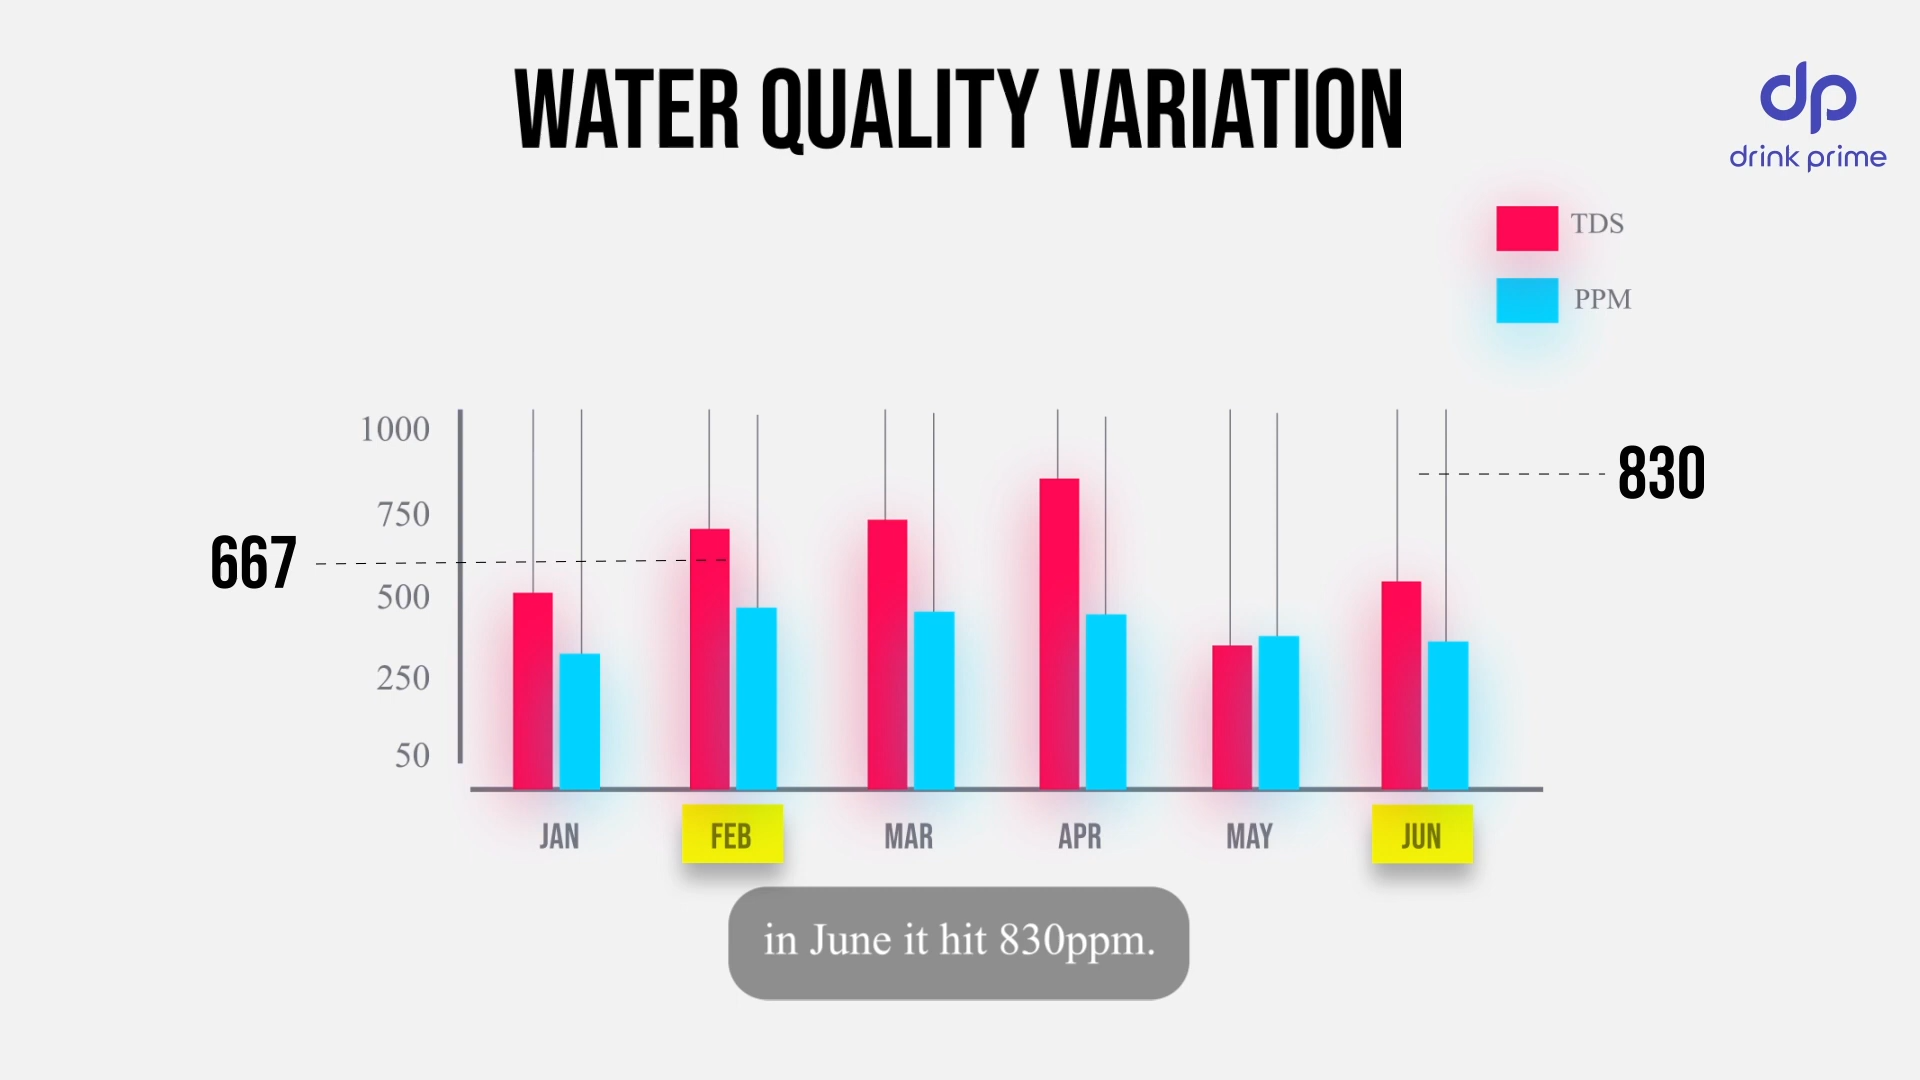 WATER QUALITY VARIATION
dp
drink prime
TDS
PPM
1000
750
500
250
50
667
830
JAN
FEB
MAR
APR
MAY
JUN
in June it hit 830ppm.